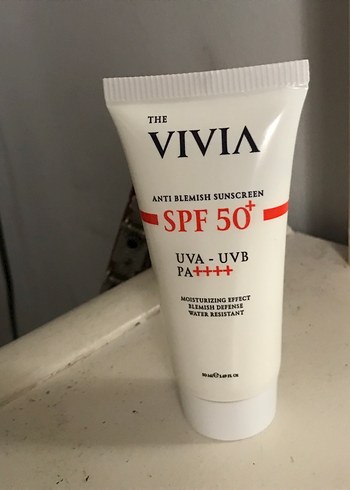 THE
VIVIA
ANTI BLEMISH SUNSCREEN
SPF 50+
UVA - UVB
PA++++
MOISTURIZING EFFECT
BLEMISH DEFENSE
WATER RESISTANT